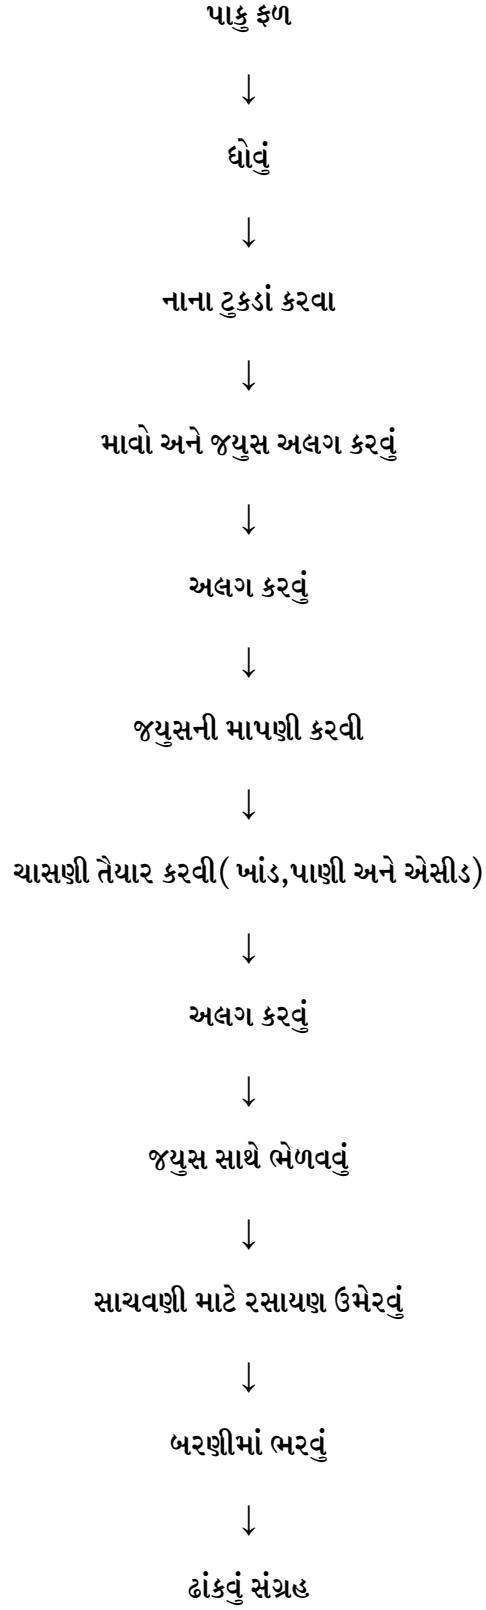 પાકુ ફળ
↓
ધોવું
↓
નાના ટુકડાં કરવા
↓
માવો અને જયુસ અલગ કરવું
↓
અલગ કરવું
↓
જયુસની માપણી કરવી
↓
ચાસણી તૈયાર કરવી( ખાંડ,પાણી અને એસીડ)
↓
અલગ કરવું
↓
જયુસ સાથે ભેળવવું
↓
સાચવણી માટે રસાયણ ઉમેરવું
↓
બરણીમાં ભરવું
↓
ઢાંકવું સંગ્રહ